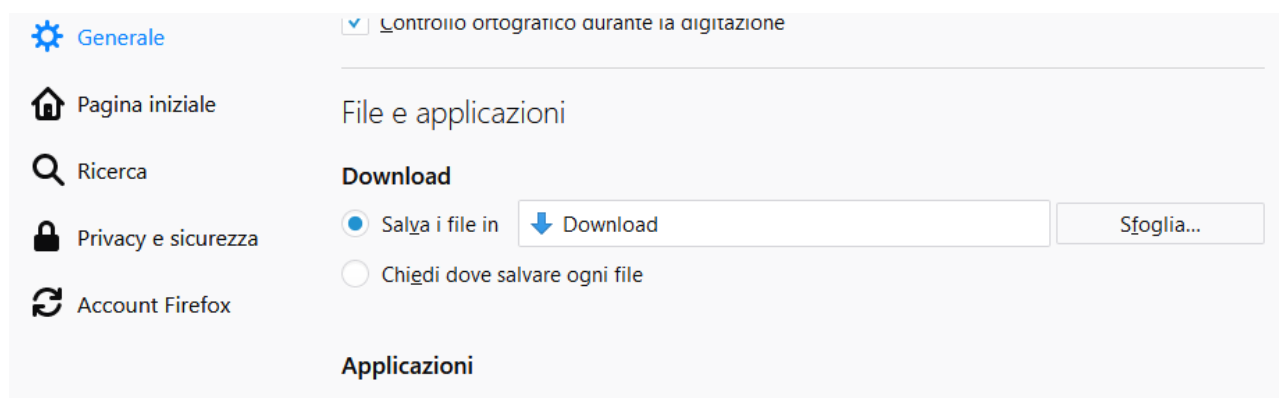 Generale
Pagina iniziale
Ricerca
Privacy e sicurezza
Account Firefox
Controllo ortografico durante la digitazione
File e applicazioni
Download
Salva i file in Download Sfoglia...
Chiedi dove salvare ogni file
Applicazioni